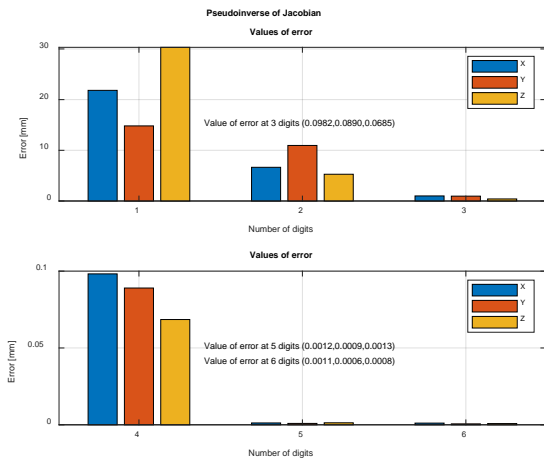 Pseudoinverse of Jacobian
Values of error
30
20
10
0
Error [mm]
X
Y
Z
Value of error at 3 digits (0.0982,0.0890,0.0685)
1 2 3
Number of digits
Values of error
0.1
0.05
0
Error [mm]
X
Y
Z
Value of error at 5 digits (0.0012,0.0009,0.0013)
Value of error at 6 digits (0.0011,0.0006,0.0008)
4 5 6
Number of digits